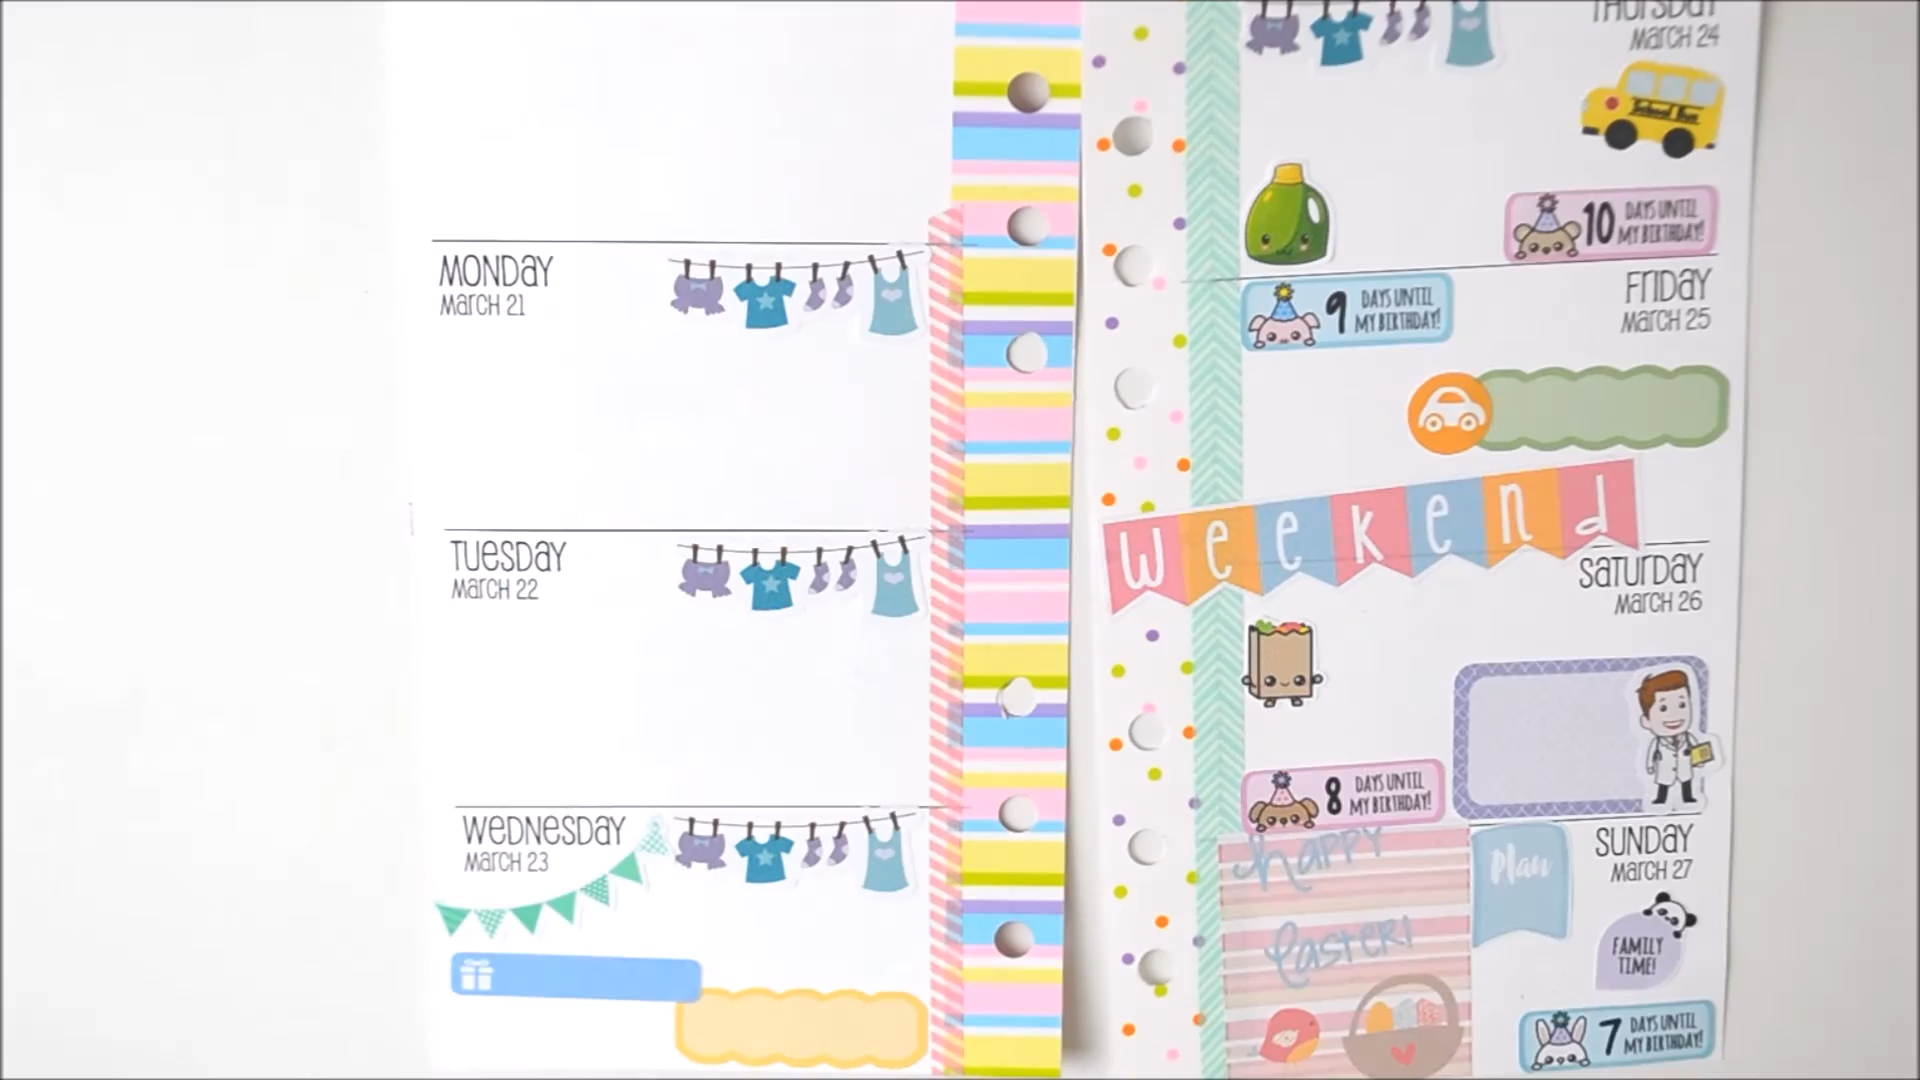 MONDAY
March 21
TUESDAY
March 22
WEDNESDAY
March 23
THURSDAY
March 24
School Bus
10 DAYS UNTIL
MY BIRTHDAY!
FRIDAY
March 25
9 DAYS UNTIL
MY BIRTHDAY!
weekend
SATURDAY
March 26
8 DAYS UNTIL
MY BIRTHDAY!
SUNDAY
March 27
happy
Easter!
Plan
FAMILY
TIME!
7 DAYS UNTIL
MY BIRTHDAY!